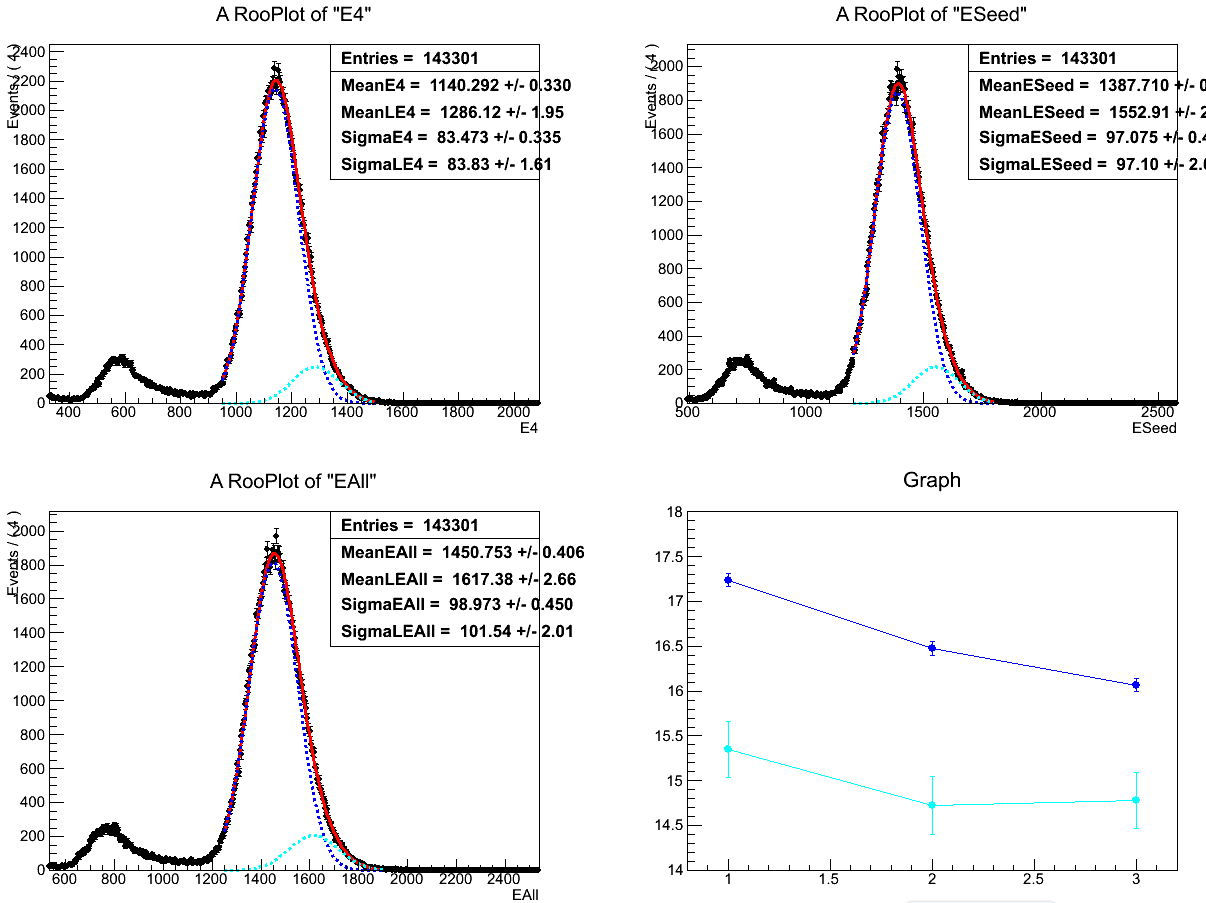 A RooPlot of "E4"
Events / ( 4 )
2400
2200
2000
1800
1600
1400
1200
1000
800
600
400
200
0
Entries = 143301
MeanE4 = 1140.292 +/- 0.330
MeanLE4 = 1286.12 +/- 1.95
SigmaE4 = 83.473 +/- 0.335
SigmaLE4 = 83.83 +/- 1.61
400 600 800 1000 1200 1400 1600 1800 2000
E4
A RooPlot of "ESeed"
Events / ( 4 )
2000
1800
1600
1400
1200
1000
800
600
400
200
0
Entries = 143301
MeanESeed = 1387.710 +/- 0
MeanLESeed = 1552.91 +/- 2
SigmaESeed = 97.075 +/- 0.4
SigmaLESeed = 97.10 +/- 2.0
500 1000 1500 2000 2500
ESeed
A RooPlot of "EAll"
Events / ( 4 )
2000
1800
1600
1400
1200
1000
800
600
400
200
0
Entries = 143301
MeanEAll = 1450.753 +/- 0.406
MeanLEAll = 1617.38 +/- 2.66
SigmaEAll = 98.973 +/- 0.450
SigmaLEAll = 101.54 +/- 2.01
600 800 1000 1200 1400 1600 1800 2000 2200 2400
EAll
Graph
18
17.5
17
16.5
16
15.5
15
14.5
14
1 1.5 2 2.5 3